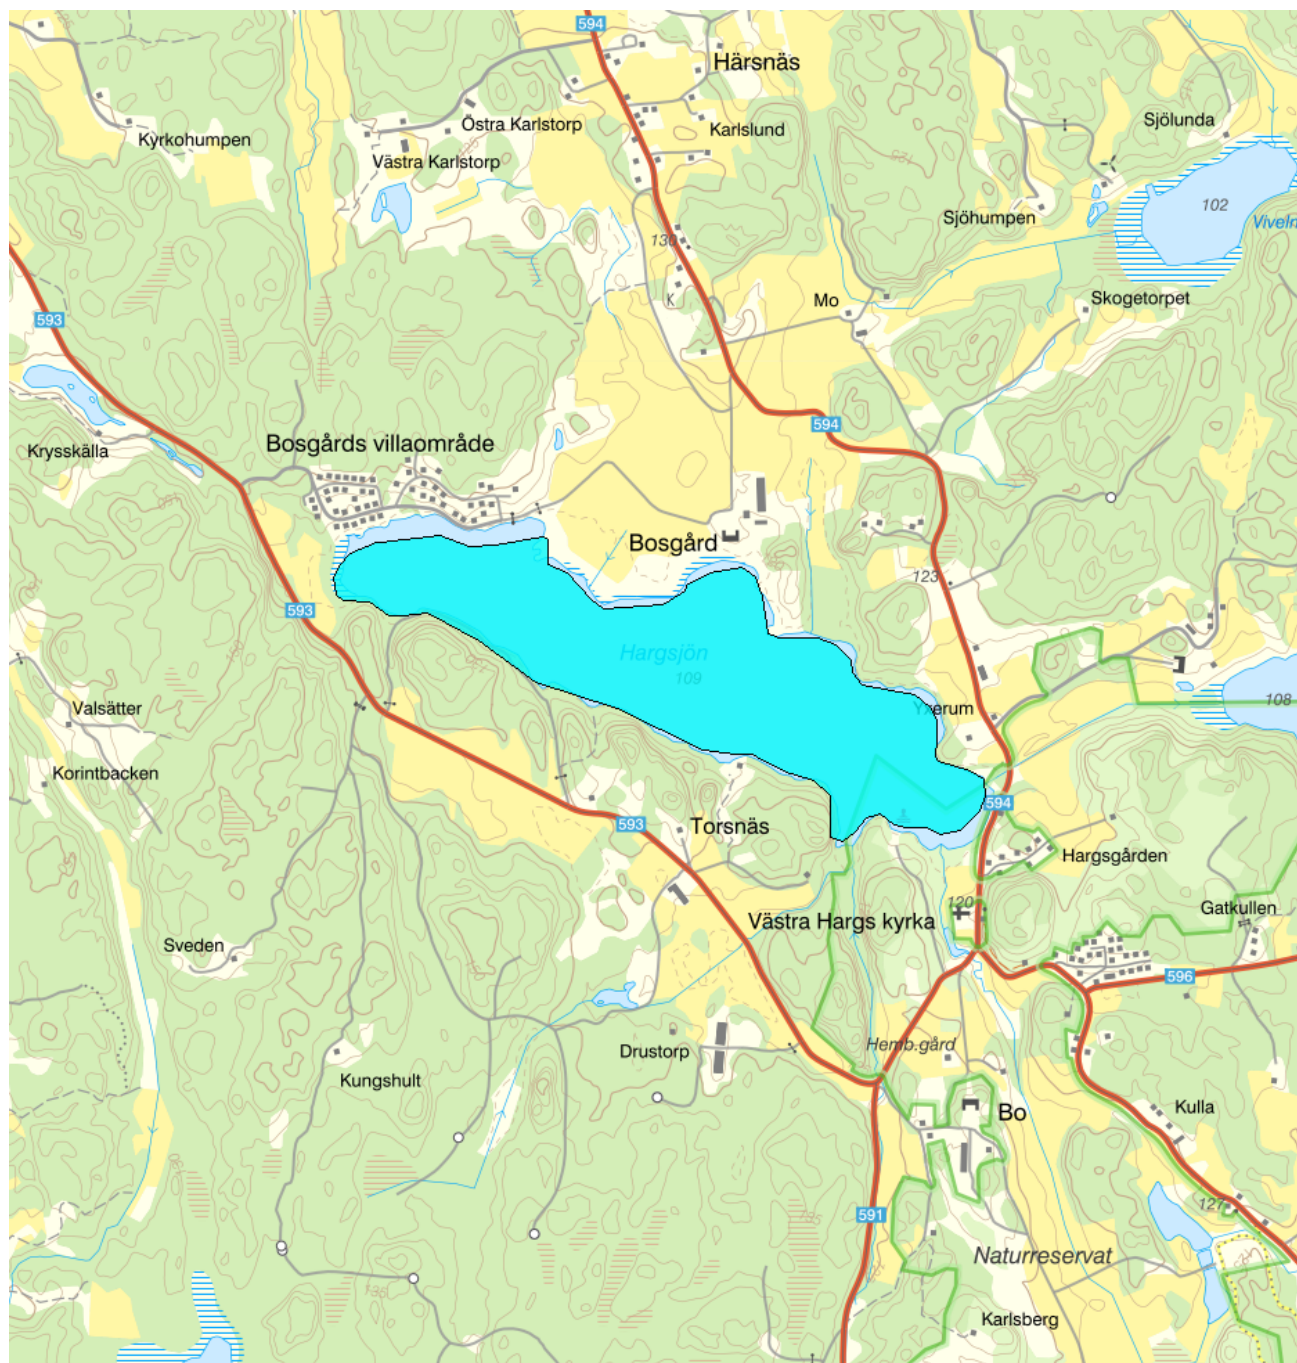 594
Härsnäs
Sjölunda
Östra Karlstorp
Karlslund
Kyrkohumpen
Västra Karlstorp
102
Sjöhumpen
Viveln
130
K
Mo
Skogetorpet
593
594
Bosgårds villaområde
Krysskälla
Bosgård
123
593
Hargsjön
109
108
Valsätter
Yxerum
Korintbacken
594
593
Torsnäs
Hargsgården
120
Gatkullen
Västra Hargs kyrka
Sveden
596
Hemb.gård
Drustorp
Kungshult
Bo
Kulla
127
591
Naturreservat
135
Karlsberg